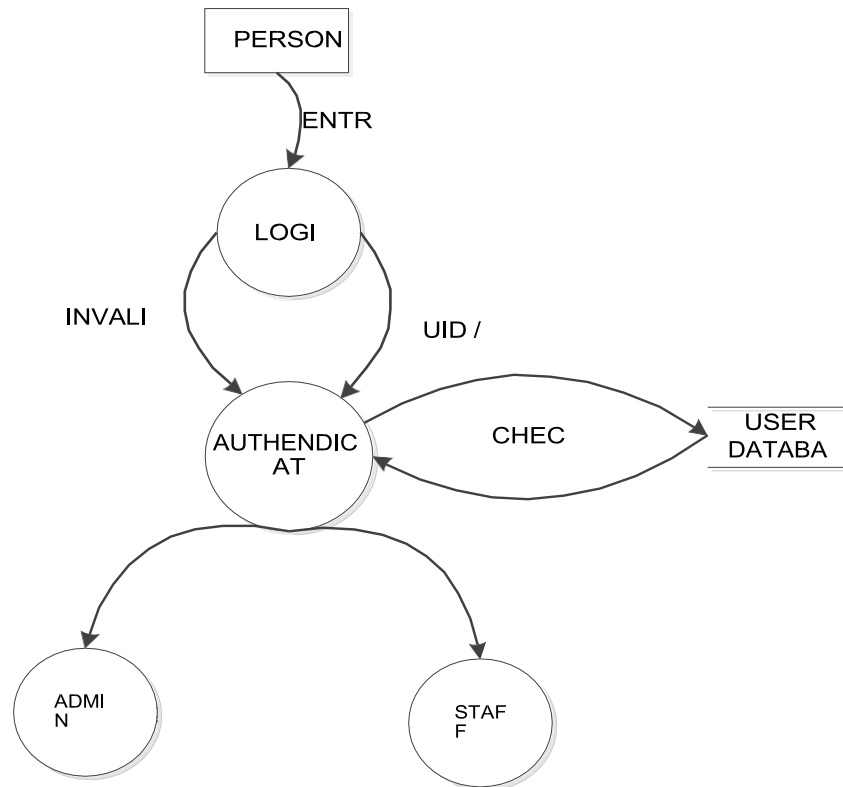 PERSON
ENTR
LOGI
INVALI
UID /
AUTHENDIC
AT
CHEC
USER
DATABA
ADMI
N
STAF
F